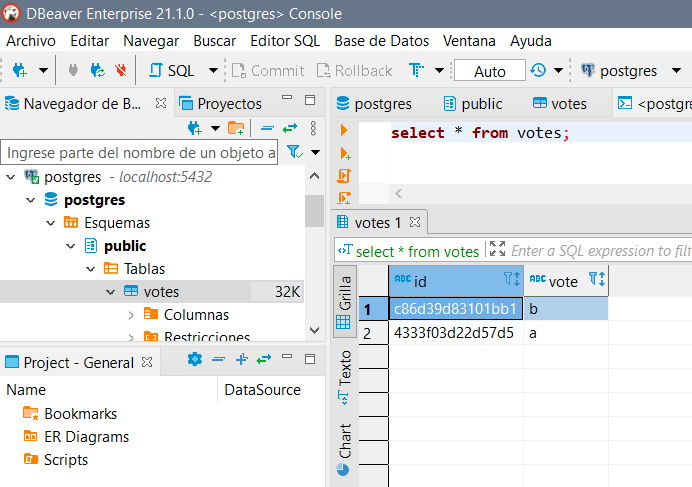 DBeaver Enterprise 21.1.0 - <postgres> Console
Archivo Editar Navegar Buscar Editor SQL Base de Datos Ventana Ayuda
SQL Commit Rollback Auto postgres
Navegador de B... Proyectos
Ingrese parte del nombre de un objeto a
postgres - localhost:5432
postgres
Esquemas
public
Tablas
votes 32K
Columnas
Restricciones
Project - General
Name DataSource
Bookmarks
ER Diagrams
Scripts
postgres public votes <postg
select * from votes;
votes 1
select * from votes Enter a SQL expression to filte
Grilla
Texto
Chart
ABC id ABC vote
1 c86d39d83101bb1 b
2 4333f03d22d57d5 a